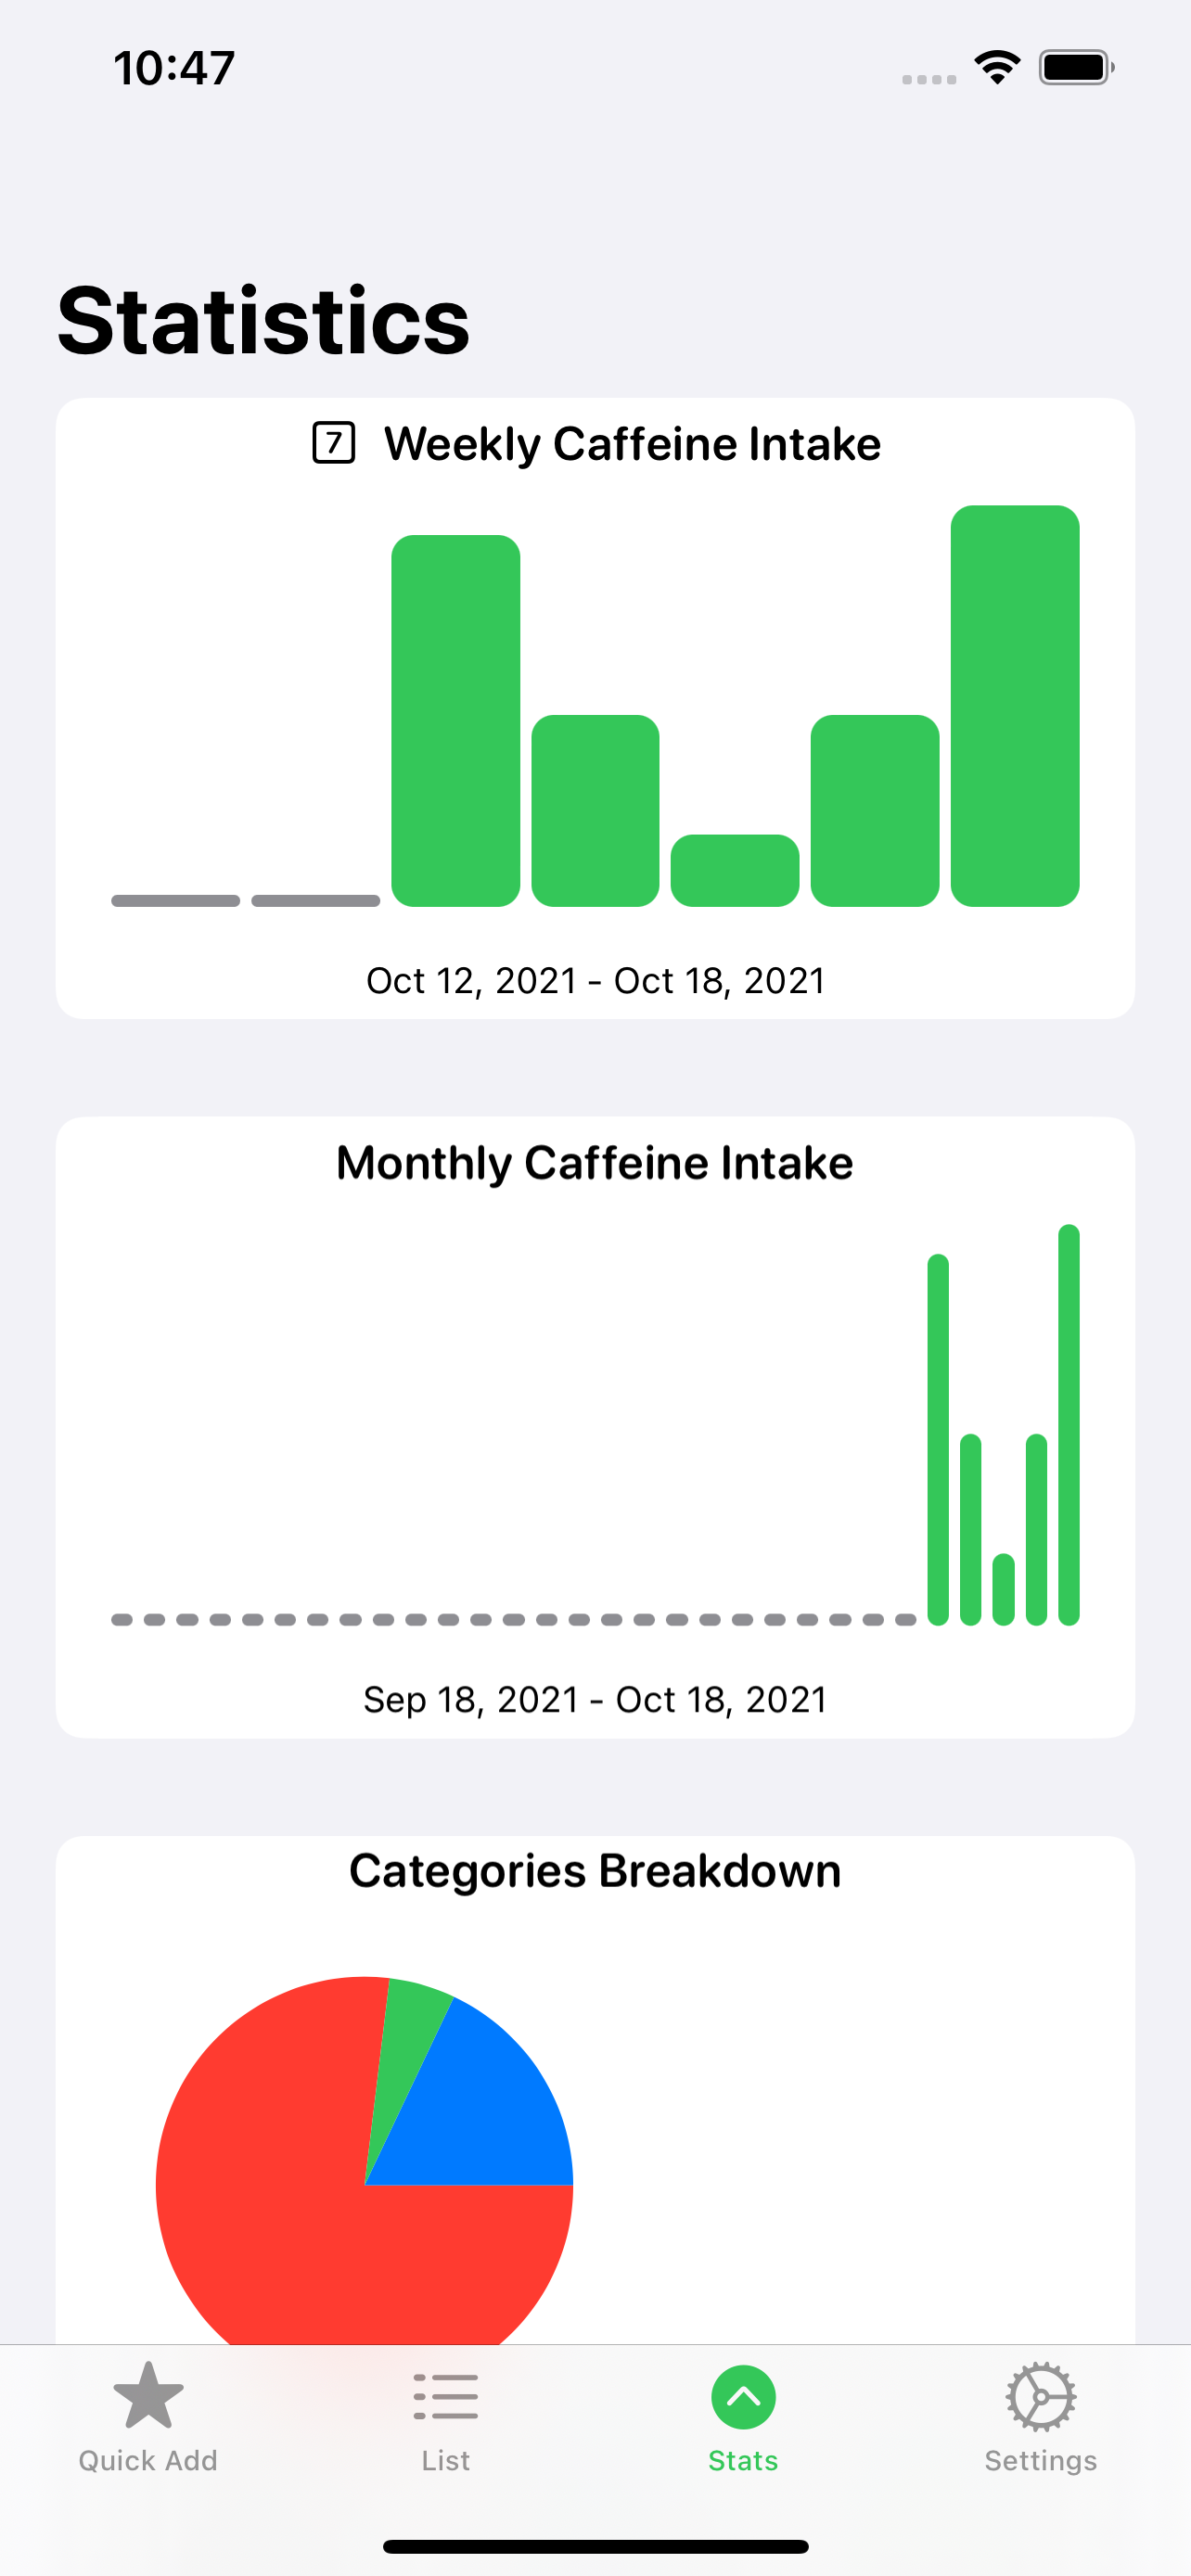 10:47
Statistics
7 Weekly Caffeine Intake
Oct 12, 2021 - Oct 18, 2021
Monthly Caffeine Intake
Sep 18, 2021 - Oct 18, 2021
Categories Breakdown
Quick Add
List
Stats
Settings